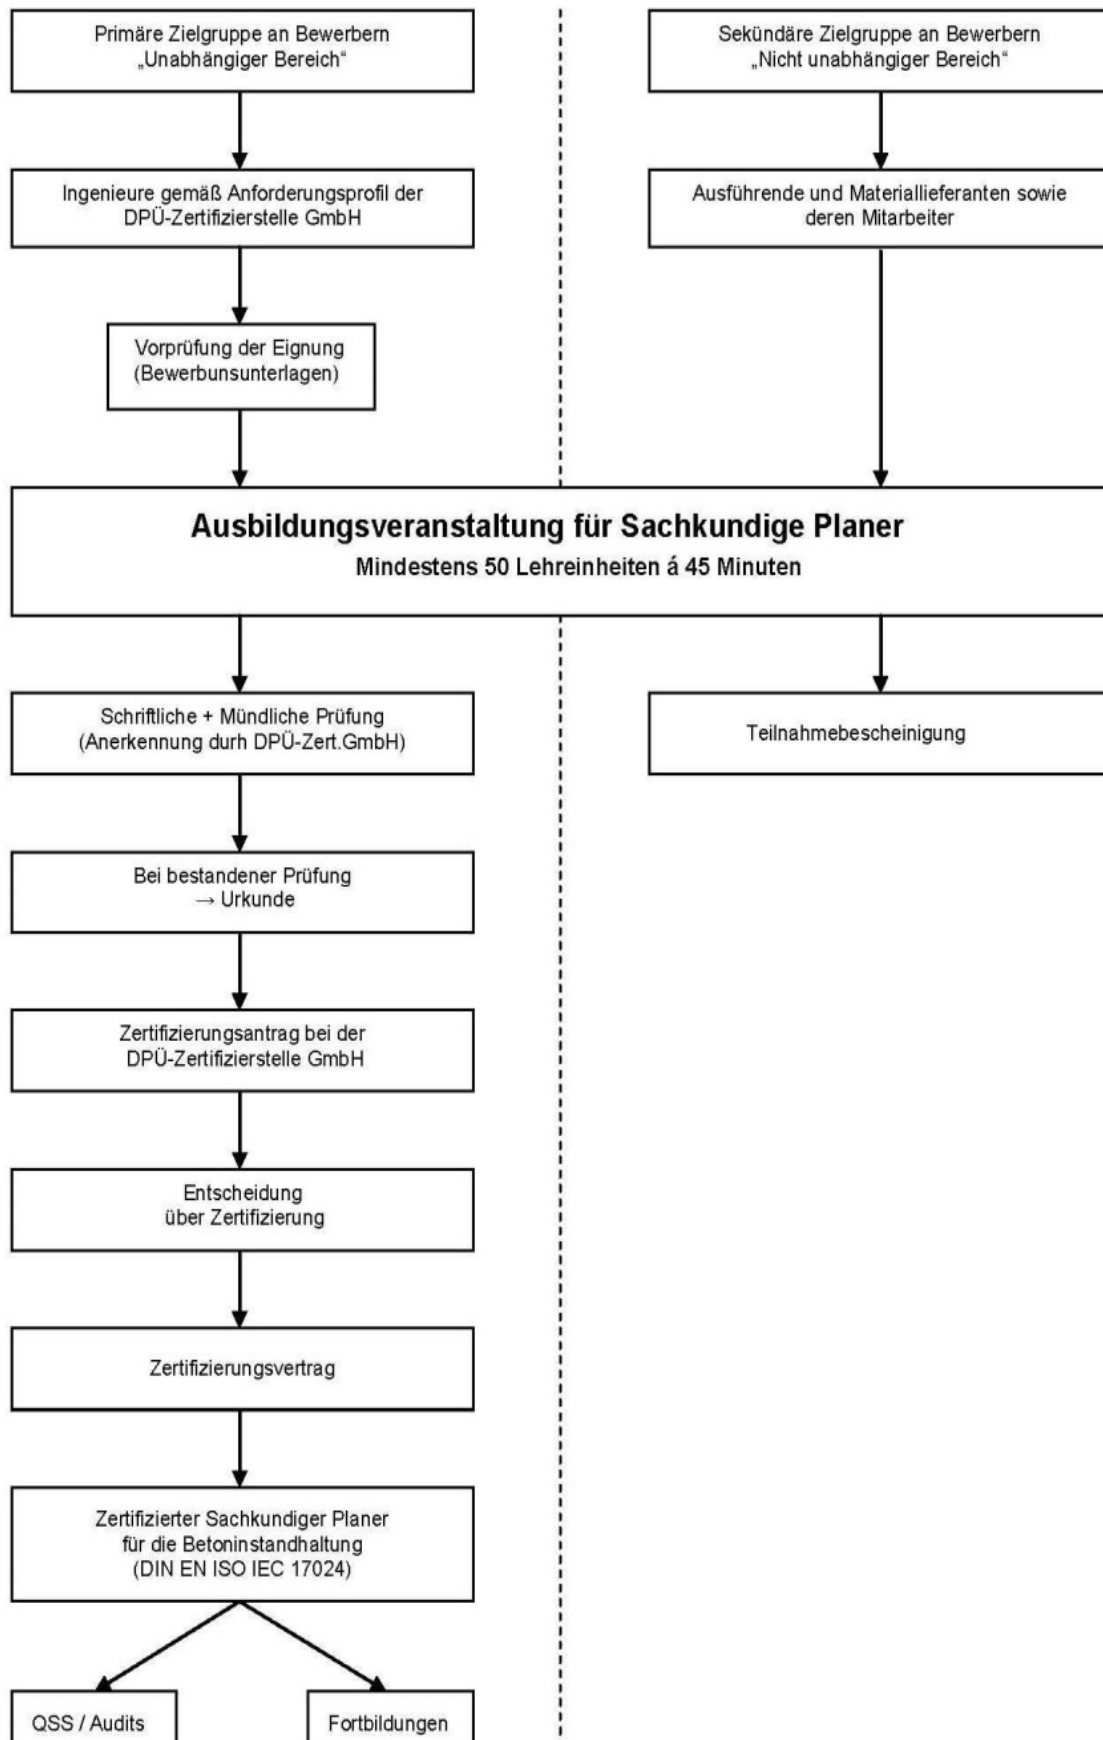 Primäre Zielgruppe an Bewerbern
„Unabhängiger Bereich“
Sekündäre Zielgruppe an Bewerbern
„Nicht unabhängiger Bereich“
Ingenieure gemäß Anforderungsprofil der
DPÜ-Zertifizierstelle GmbH
Ausführende und Materiallieferanten sowie
deren Mitarbeiter
Vorprüfung der Eignung
(Bewerbunsunterlagen)
Ausbildungsveranstaltung für Sachkundige Planer
Mindestens 50 Lehreinheiten á 45 Minuten
Schriftliche + Mündliche Prüfung
(Anerkennung durh DPÜ-Zert.GmbH)
Teilnahmebescheinigung
Bei bestandener Prüfung
→ Urkunde
Zertifizierungsantrag bei der
DPÜ-Zertifizierstelle GmbH
Entscheidung
über Zertifizierung
Zertifizierungsvertrag
Zertifizierter Sachkundiger Planer
für die Betoninstandhaltung
(DIN EN ISO IEC 17024)
QSS / Audits
Fortbildungen